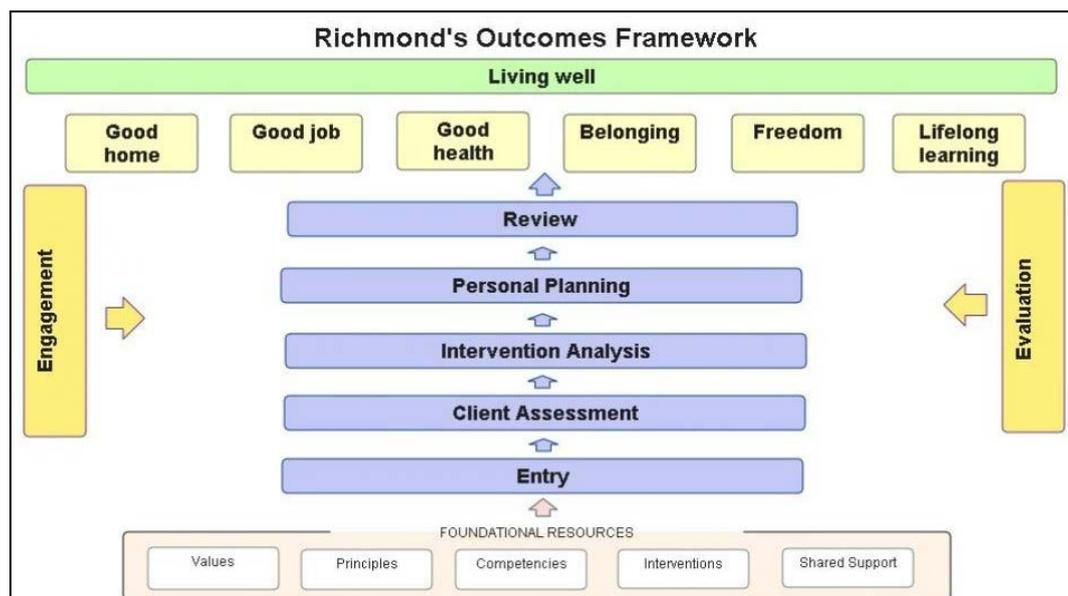 Richmond's Outcomes Framework
Living well
Good
home
Good job
Good
health
Belonging
Freedom
Lifelong
learning
Engagement
Evaluation
Review
Personal Planning
Intervention Analysis
Client Assessment
Entry
FOUNDATIONAL RESOURCES
Values
Principles
Competencies
Interventions
Shared Support